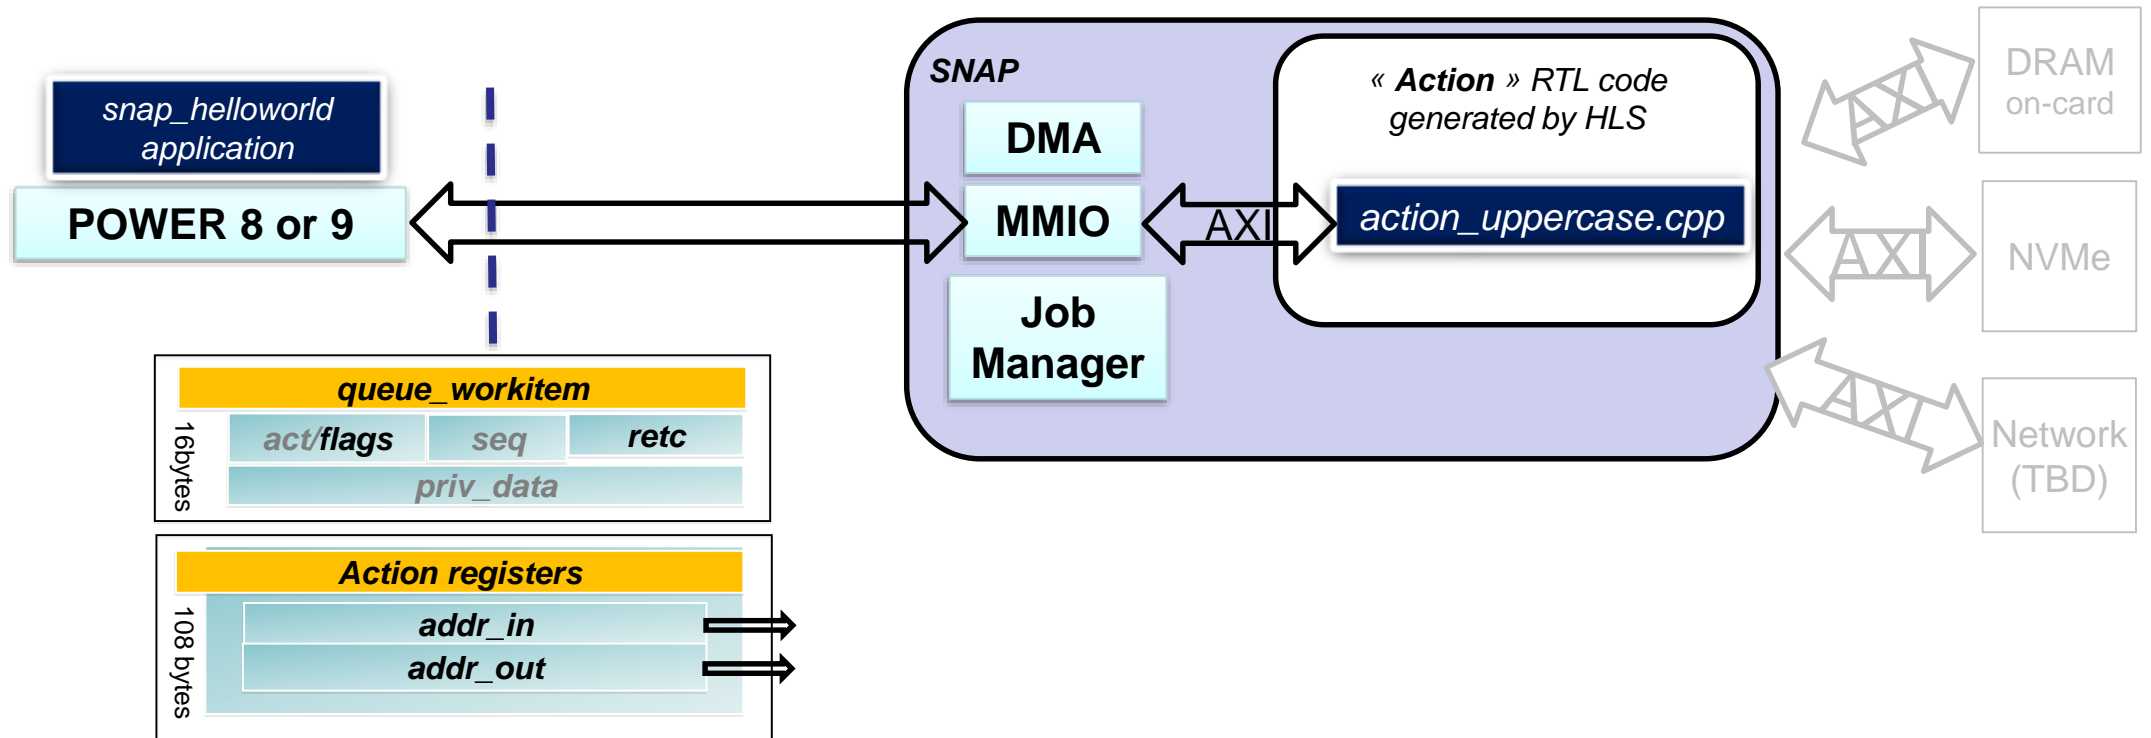 snap_helloworld
application
POWER 8 or 9
SNAP
DMA
MMIO
Job
Manager
AXI
« Action » RTL code
generated by HLS
action_uppercase.cpp
AXI
DRAM
on-card
AXI
NVMe
AXI
Network
(TBD)
queue_workitem
16bytes
act/flags
seq
retc
priv_data
Action registers
108 bytes
addr_in
addr_out